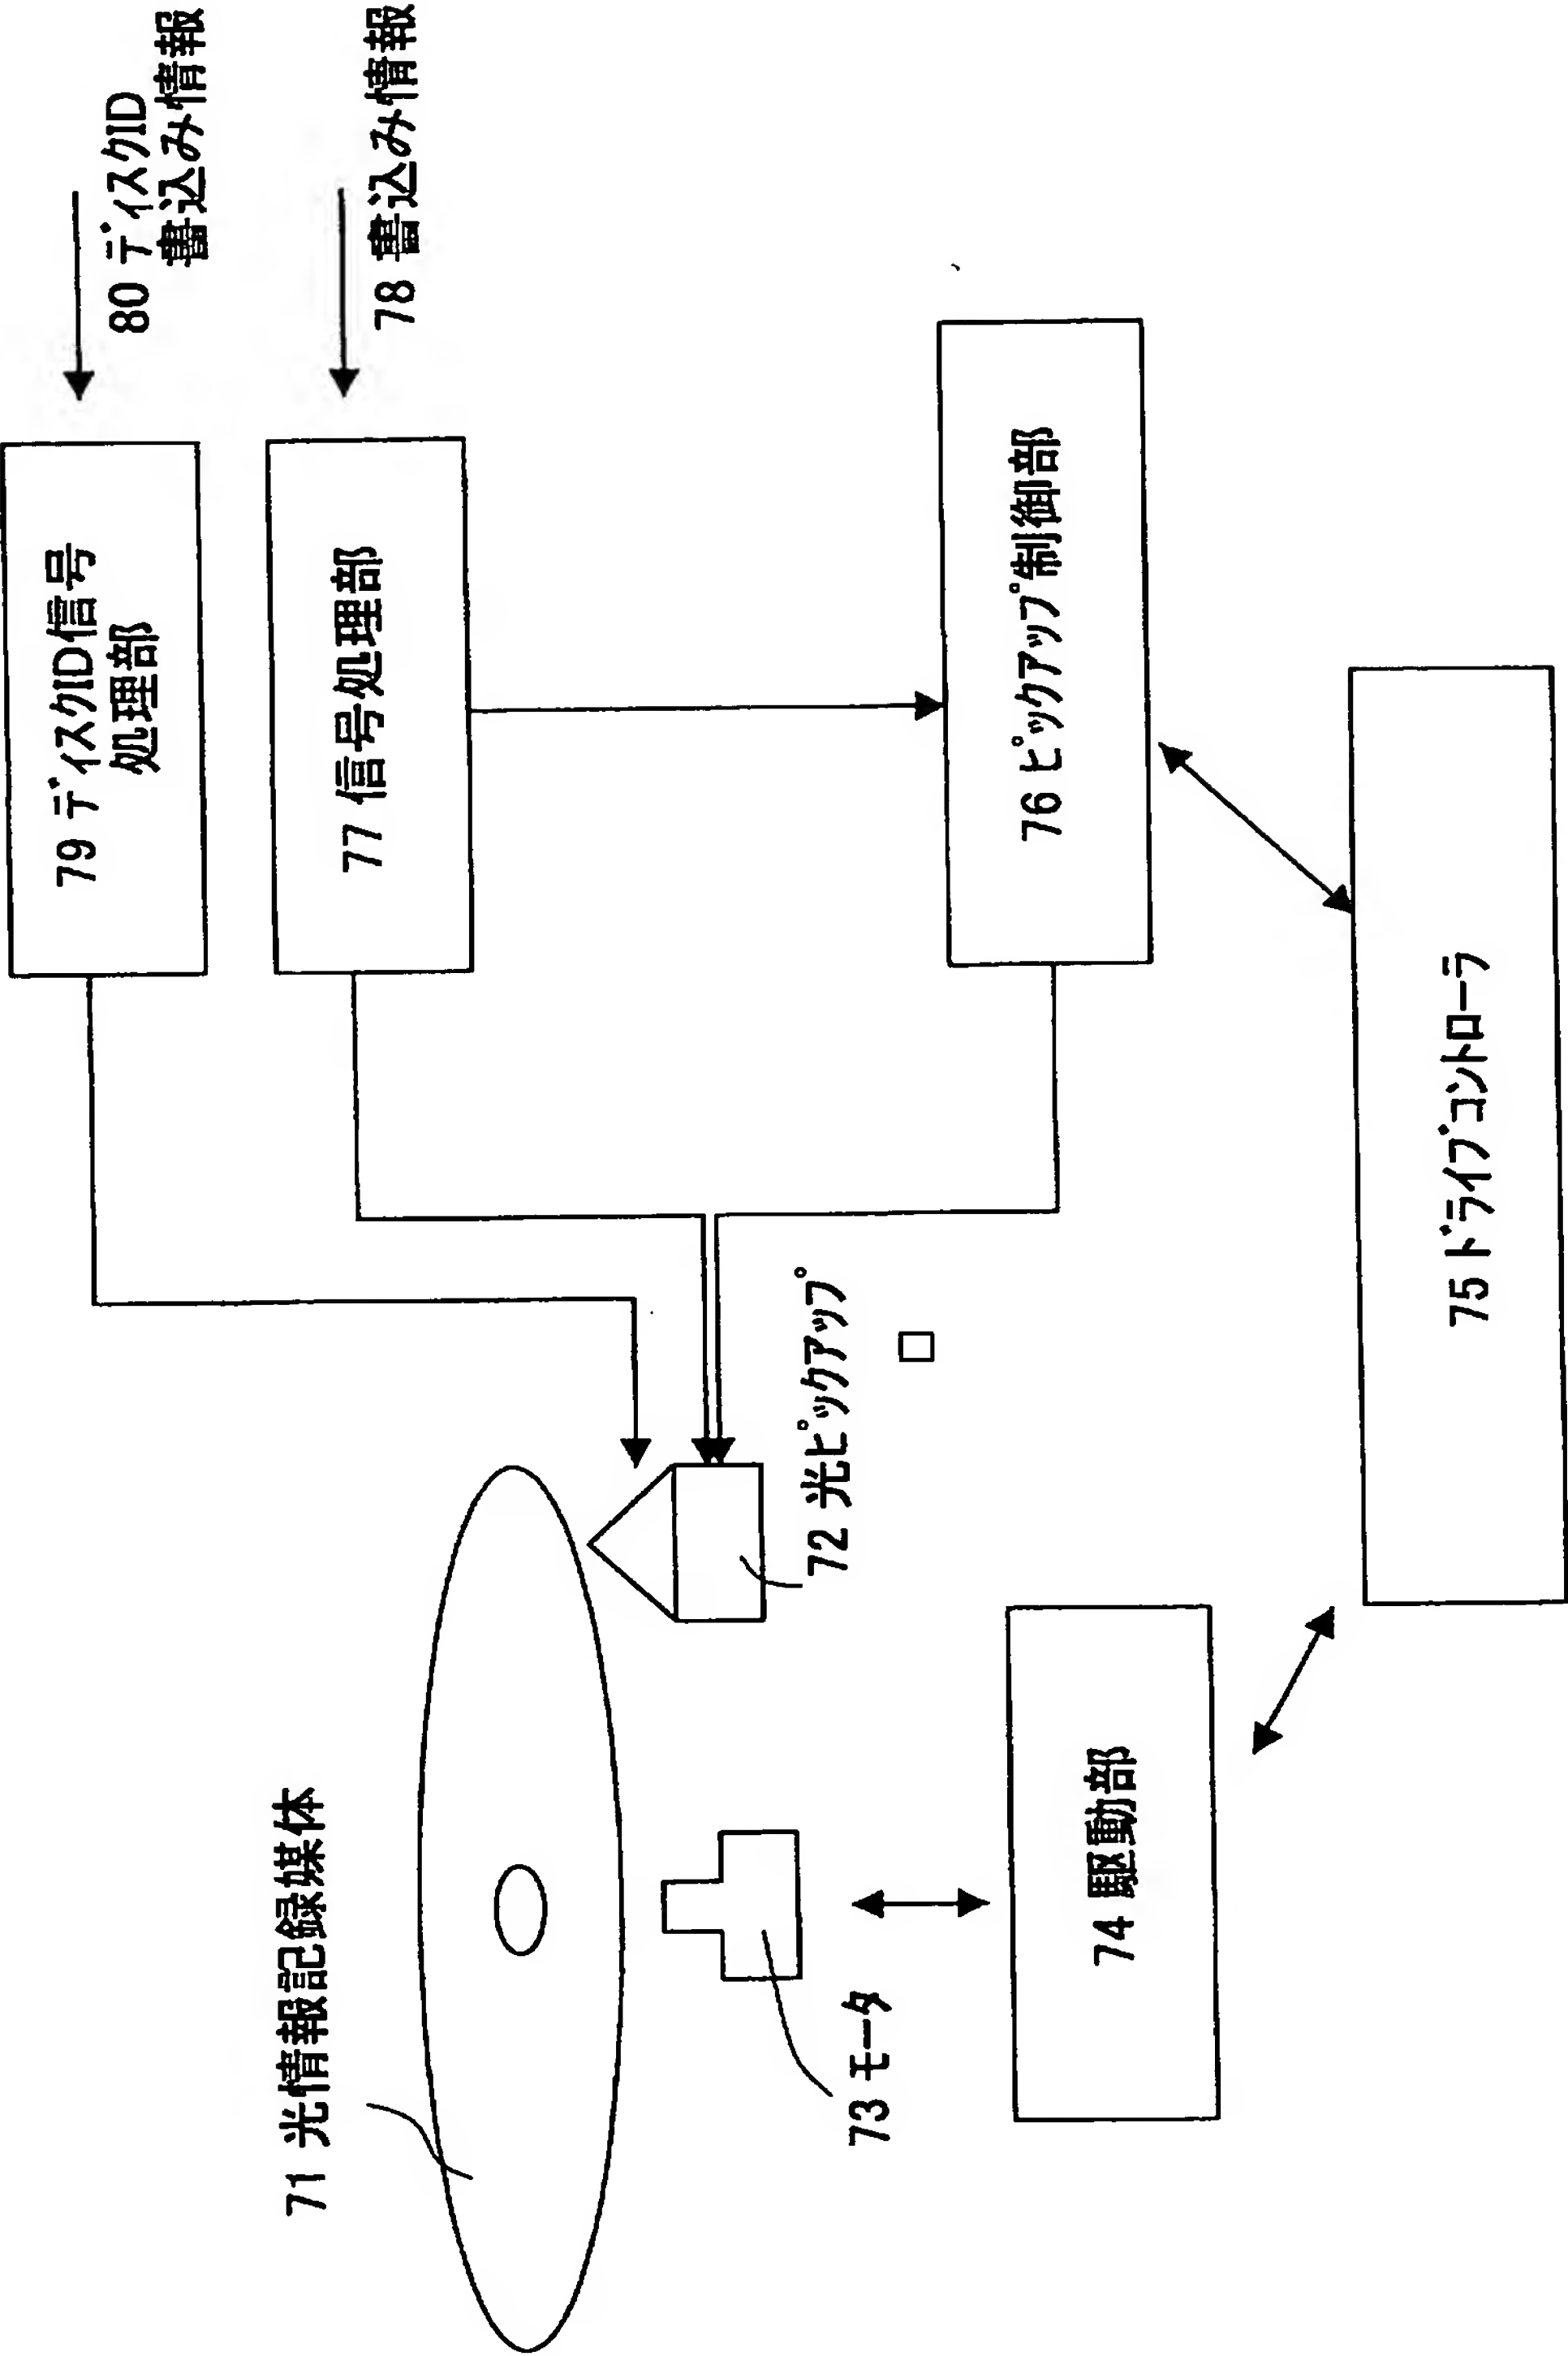 71 光情報記録媒体
79 ディスクID信号
処理部
80 ディスクID
書込み情報
77 信号処理部
78 書込み情報
72 光ピックアップ
73 モータ
76 ピックアップ制御部
74 駆動部
75 ドライブコントローラ